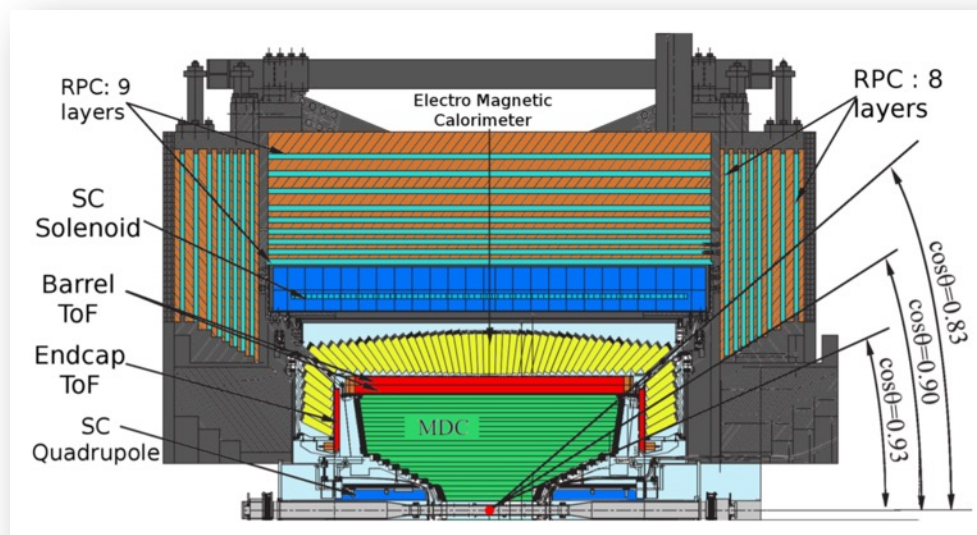 RPC: 9
layers
Electro Magnetic
Calorimeter
RPC : 8
layers
SC
Solenoid
Barrel
ToF
Endcap
ToF
SC
Quadrupole
MDC
cosθ=0.83
cosθ=0.90
cosθ=0.93